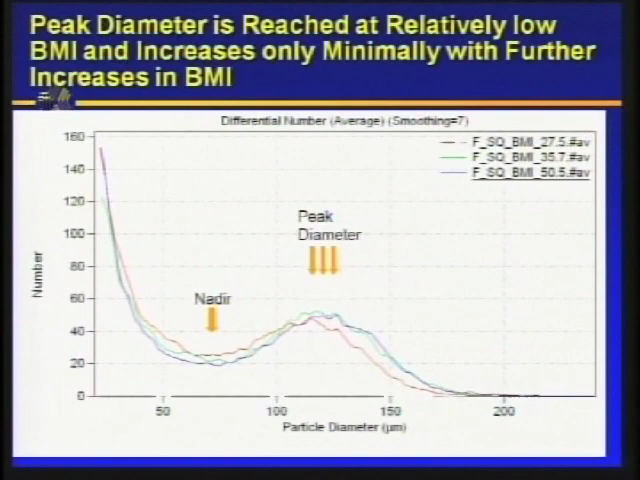 Peak Diameter is Reached at Relatively low
BMI and Increases only Minimally with Further
Increases in BMI
Differential Number (Average) (Smoothing=7)
F_SQ_BMI_27.5.#av
F_SQ_BMI_35.7.#av
F_SQ_BMI_50.5.#av
160
140
120
100
80
60
40
20
0
Number
Peak
Diameter
Nadir
50
100
150
200
Particle Diameter (µm)